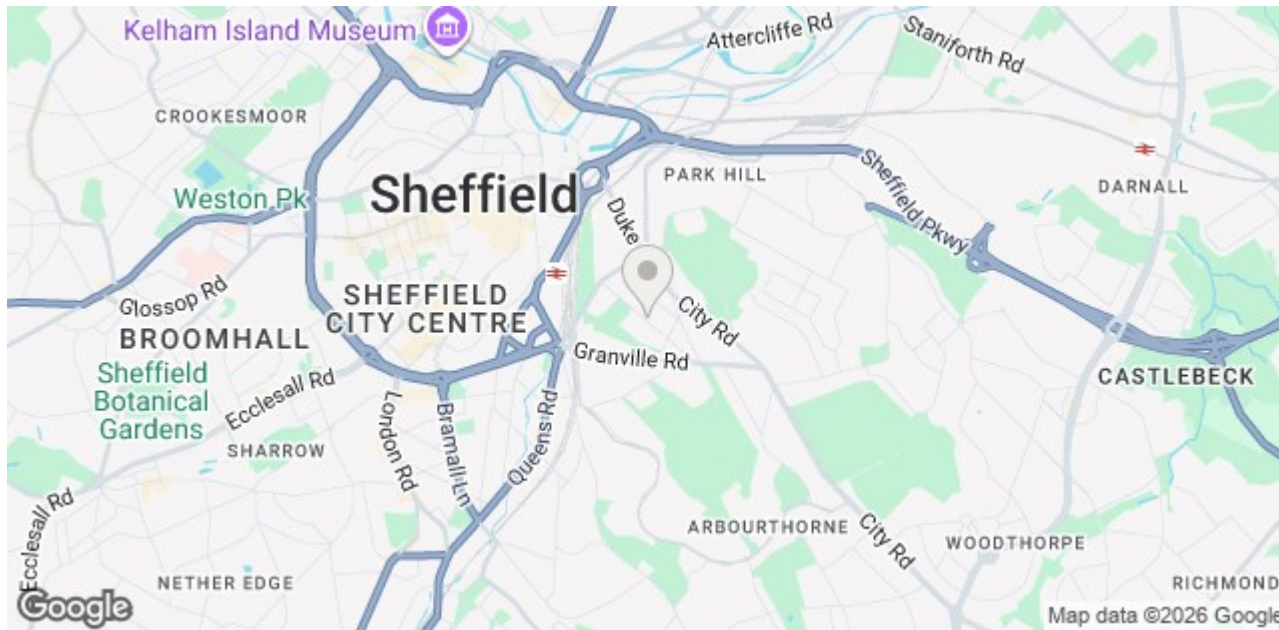 Kelham Island Museum
Attercliffe Rd
Staniforth Rd
CROOKESMOOR
Sheffield Pkwy
PARK HILL
DARNALL
Weston Pk
Sheffield
Duke
Glossop Rd
SHEFFIELD
CITY CENTRE
City Rd
BROOMHALL
Granville Rd
Sheffield
Botanical
Gardens
Ecclesall Rd
CASTLEBECK
London Rd
Bramall Ln
Queens Rd
SHARROW
Ecclesall Rd
ARBOURTHORNE
City Rd
WOODTHORPE
NETHER EDGE
RICHMOND
Google
Map data ©2026 Google